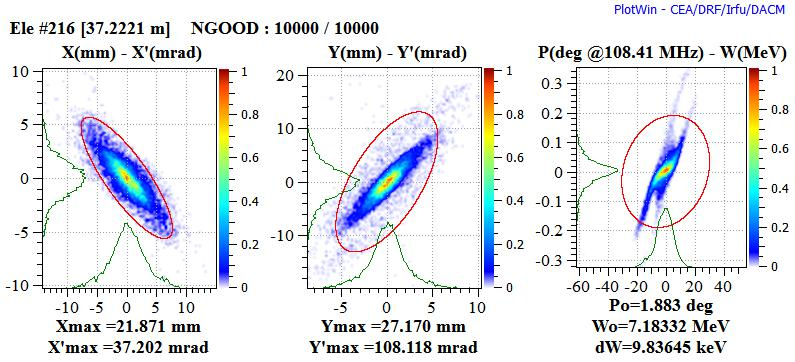 PlotWin - CEA/DRF/Irfu/DACM
Ele #216 [37.2221 m] NGOOD : 10000 / 10000
X(mm) - X'(mrad) Y(mm) - Y'(mrad) P(deg @108.41 MHz) - W(MeV)
10 1 20 1 0.3 1
5 0.8 10 0.8 0.2 0.8
0 0.6 0 0.6 0.1 0.6
-5 0.4 -10 0.4 0 0.4
-10 0.2 0.2 -0.1 0.2
0 0 -0.2 0
-0.3
-10 -5 0 5 10 -5 0 5 10 -60 -40 -20 0 20 40
Po=1.883 deg
Xmax =21.871 mm Ymax =27.170 mm Wo=7.18332 MeV
X'max =37.202 mrad Y'max =108.118 mrad dW=9.83645 keV